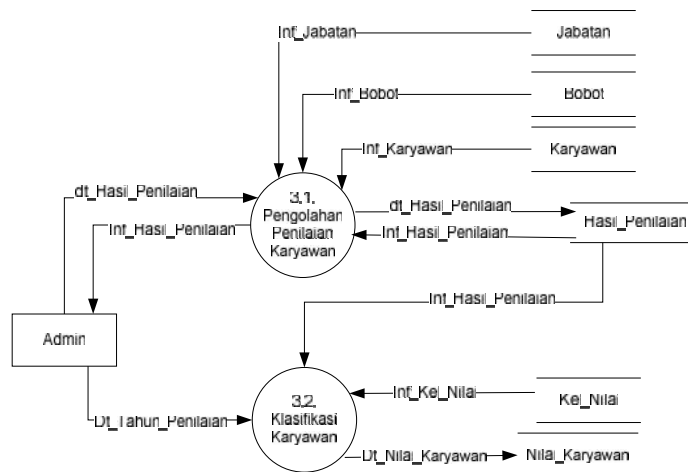 Inf_Jabatan
Jabatan
Inf_Bobot
Bobot
Inf_Karyawan
Karyawan
dt_Hasil_Penilaian
3.1.
Pengolahan
Penilaian
Karyawan
dt_Hasil_Penilaian
Hasil_Penilaian
Inf_Hasil_Penilaian
Inf_Hasil_Penilaian
Inf_Hasil_Penilaian
Admin
3.2.
Klasifikasi
Karyawan
Inf_Kel_Nilai
Kel_Nilai
Dt_Tahun_Penilaian
Dt_Nilai_Karyawan
Nilai_Karyawan